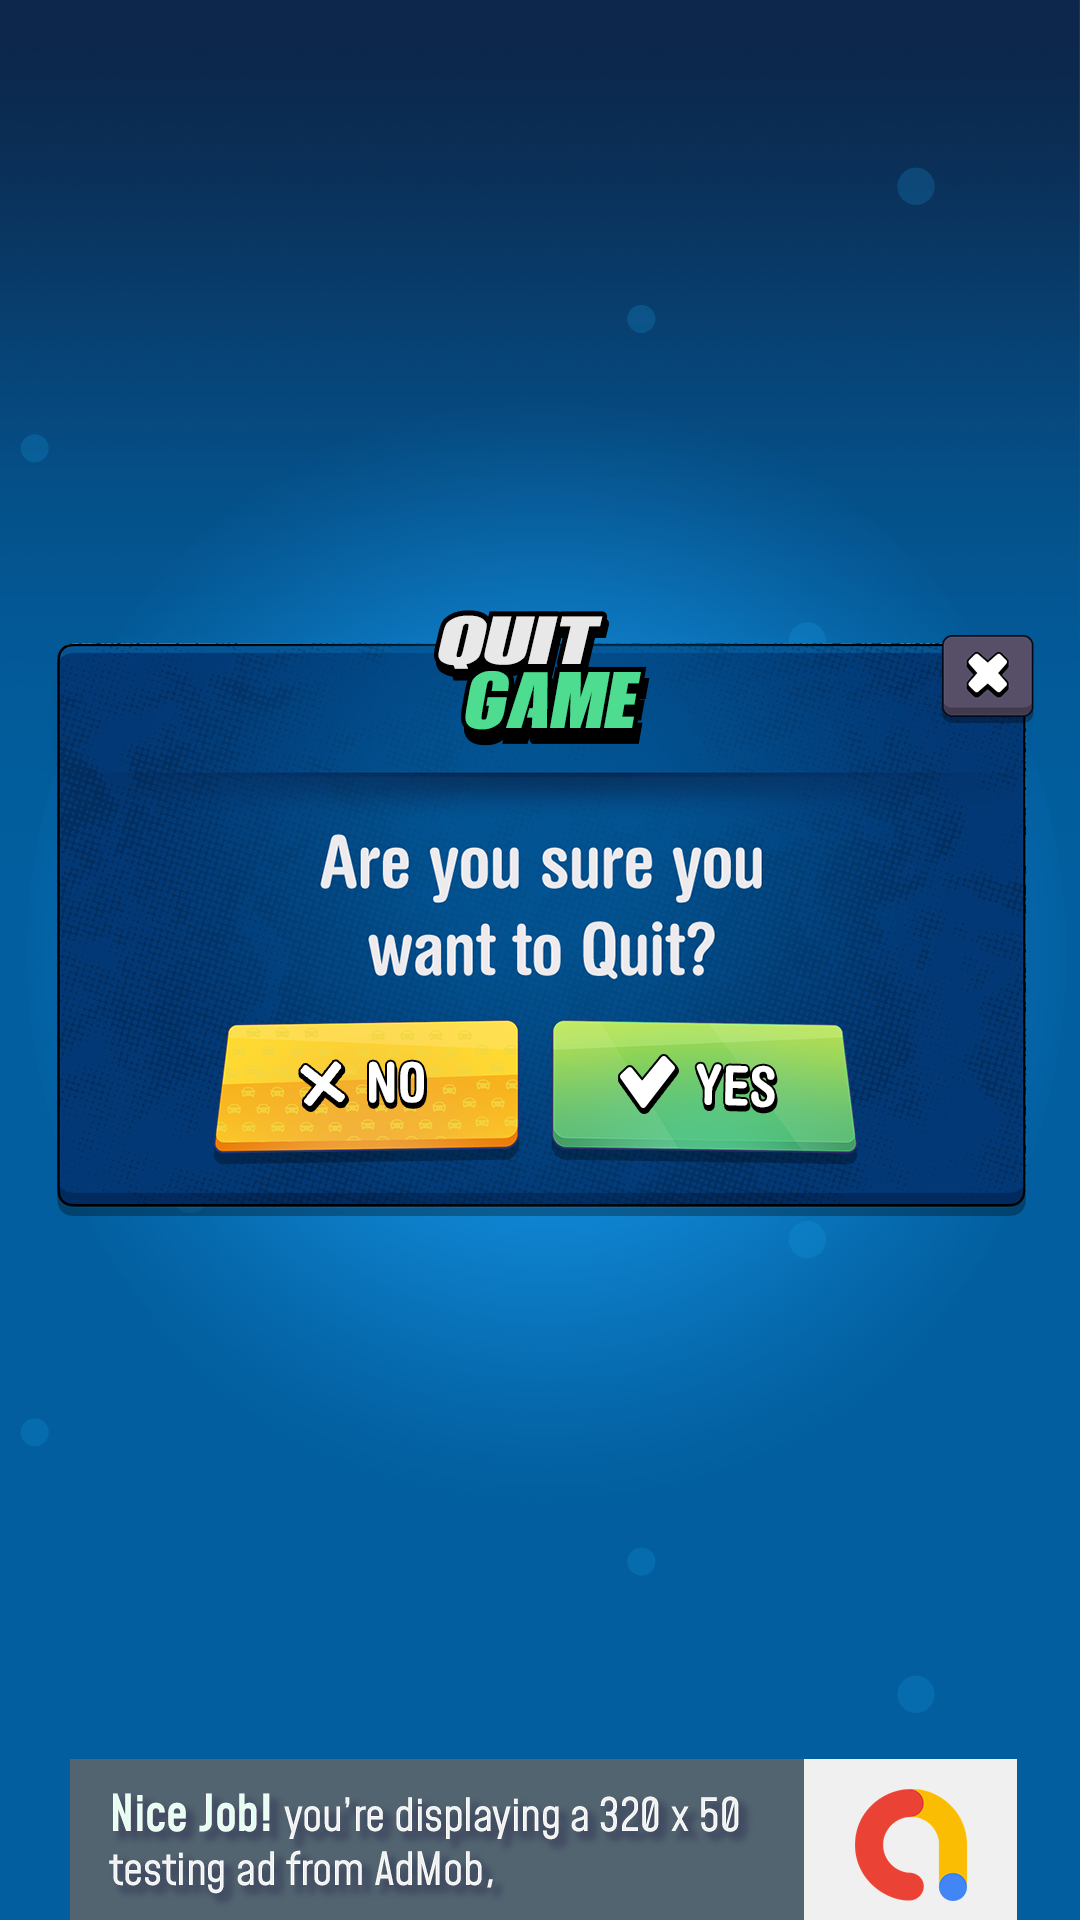 QUIT
GAME
Are you sure you
want to Quit?
NO
YES
Nice Job! you're displaying a 320 x 50
testing ad from AdMob,